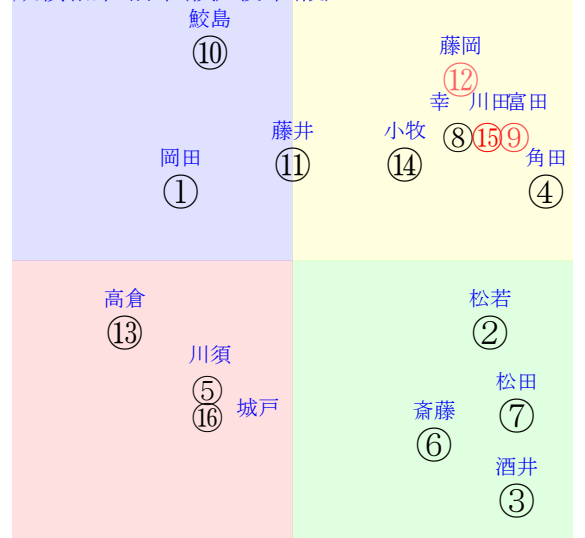 鮫島
⑩
藤岡
⑫
幸 川田富田
⑧⑮⑨
藤井
⑪
小牧
⑭
岡田
①
角田
④
高倉
⑬
松若
②
川須
⑤
⑯ 城戸
松田
⑦
斎藤
⑥
酒井
③